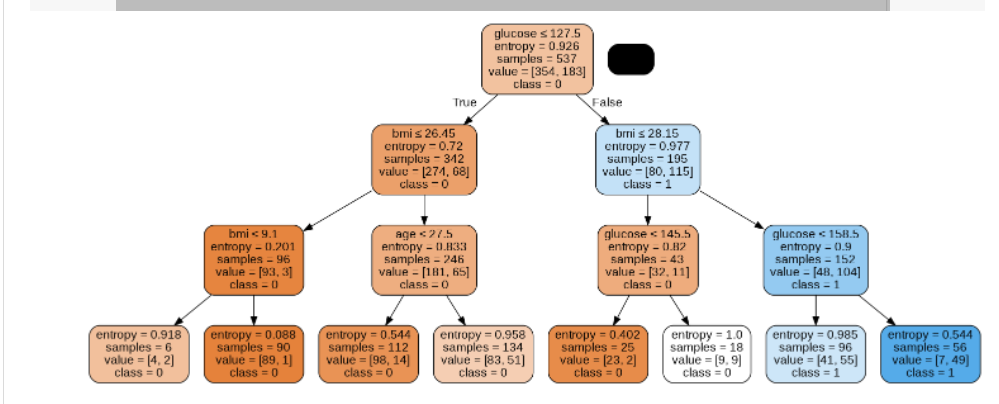 glucose ≤ 127.5
entropy = 0.926
samples = 537
value = [354, 183]
class = 0
True
False
bmi ≤ 26.45
entropy = 0.72
samples = 342
value = [274, 68]
class = 0
bmi ≤ 28.15
entropy = 0.977
samples = 195
value = [80, 115]
class = 1
bmi ≤ 9.1
entropy = 0.201
samples = 96
value = [93, 3]
class = 0
age ≤ 27.5
entropy = 0.833
samples = 246
value = [181, 65]
class = 0
glucose ≤ 145.5
entropy = 0.82
samples = 43
value = [32, 11]
class = 0
glucose ≤ 158.5
entropy = 0.9
samples = 152
value = [48, 104]
class = 1
entropy = 0.918
samples = 6
value = [4, 2]
class = 0
entropy = 0.088
samples = 90
value = [89, 1]
class = 0
entropy = 0.544
samples = 112
value = [98, 14]
class = 0
entropy = 0.958
samples = 134
value = [83, 51]
class = 0
entropy = 0.402
samples = 25
value = [23, 2]
class = 0
entropy = 1.0
samples = 18
value = [9, 9]
class = 0
entropy = 0.985
samples = 96
value = [41, 55]
class = 1
entropy = 0.544
samples = 56
value = [7, 49]
class = 1